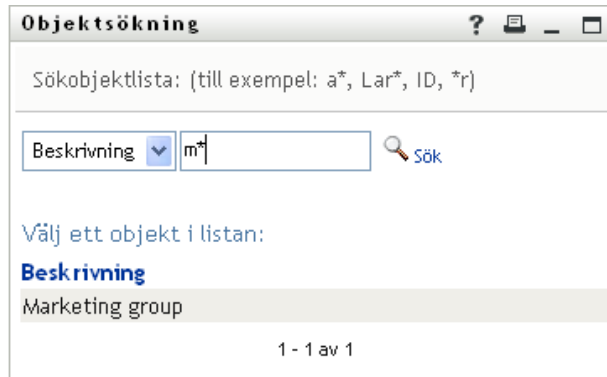 Objektsökning ?
Sökobjektlista: (till exempel: a*, Lar*, ID, *r)
Beskrivning m* Sök
Välj ett objekt i listan:
Beskrivning
Marketing group
1 - 1 av 1